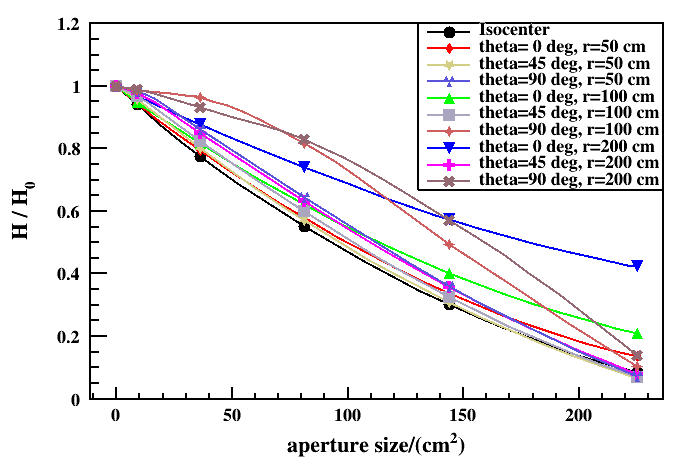 1.2
1
0.8
0.6
0.4
0.2
0
H / H0
0
50
100
150
200
aperture size/(cm2)
Isocenter
theta= 0 deg, r=50 cm
theta=45 deg, r=50 cm
theta=90 deg, r=50 cm
theta= 0 deg, r=100 cm
theta=45 deg, r=100 cm
theta=90 deg, r=100 cm
theta= 0 deg, r=200 cm
theta=45 deg, r=200 cm
theta=90 deg, r=200 cm